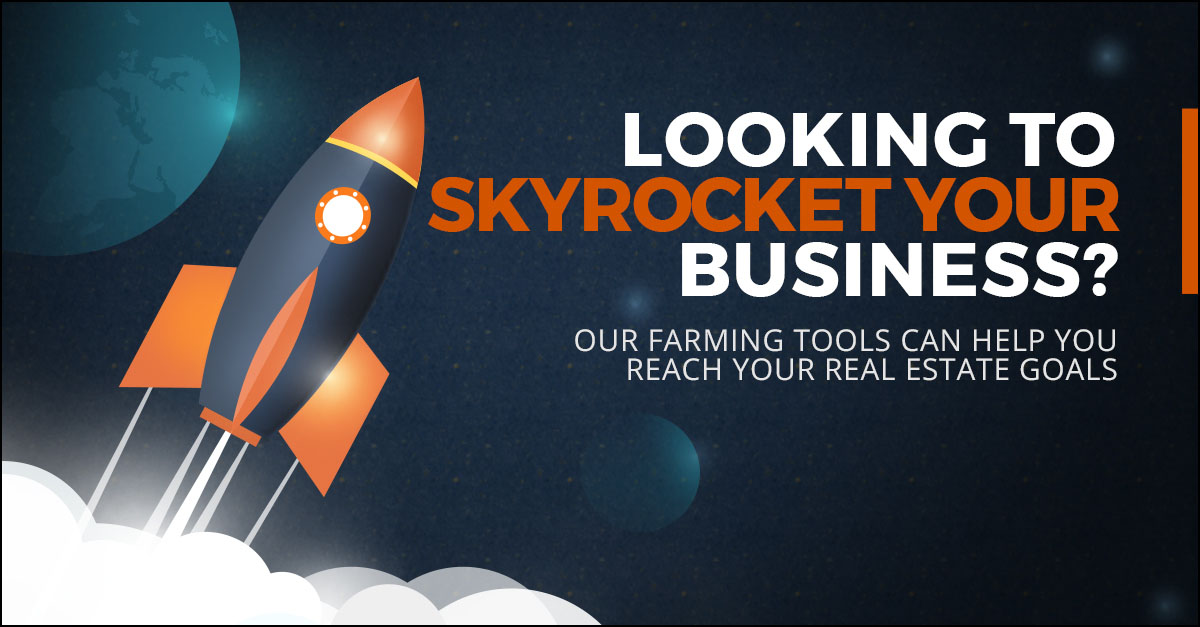 LOOKING TO
SKYROCKET YOUR
BUSINESS?
OUR FARMING TOOLS CAN HELP YOU
REACH YOUR REAL ESTATE GOALS